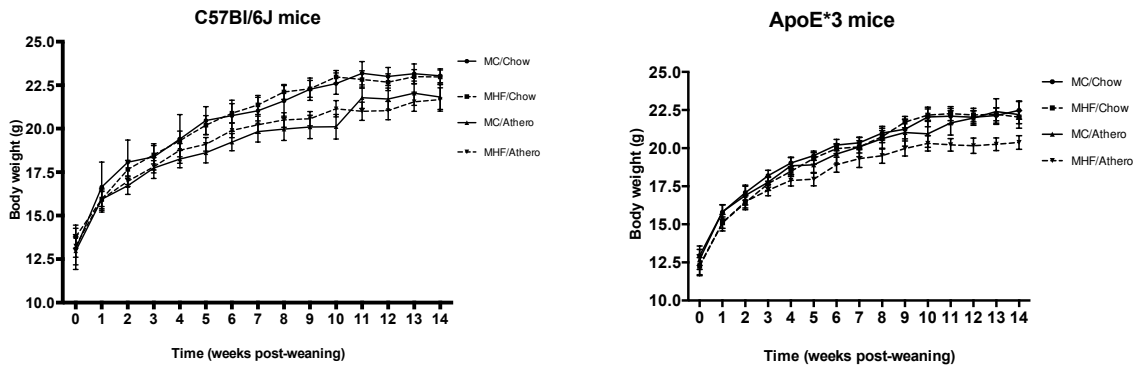 C57Bl/6J mice
Body weight (g)
25.0
22.5
20.0
17.5
15.0
12.5
10.0
0 1 2 3 4 5 6 7 8 9 10 11 12 13 14
Time (weeks post-weaning)
MC/Chow
MHF/Chow
MC/Athero
MHF/Athero
ApoE*3 mice
Body weight (g)
25.0
22.5
20.0
17.5
15.0
12.5
10.0
0 1 2 3 4 5 6 7 8 9 10 11 12 13 14
Time (weeks post-weaning)
MC/Chow
MHF/Chow
MC/Athero
MHF/Athero